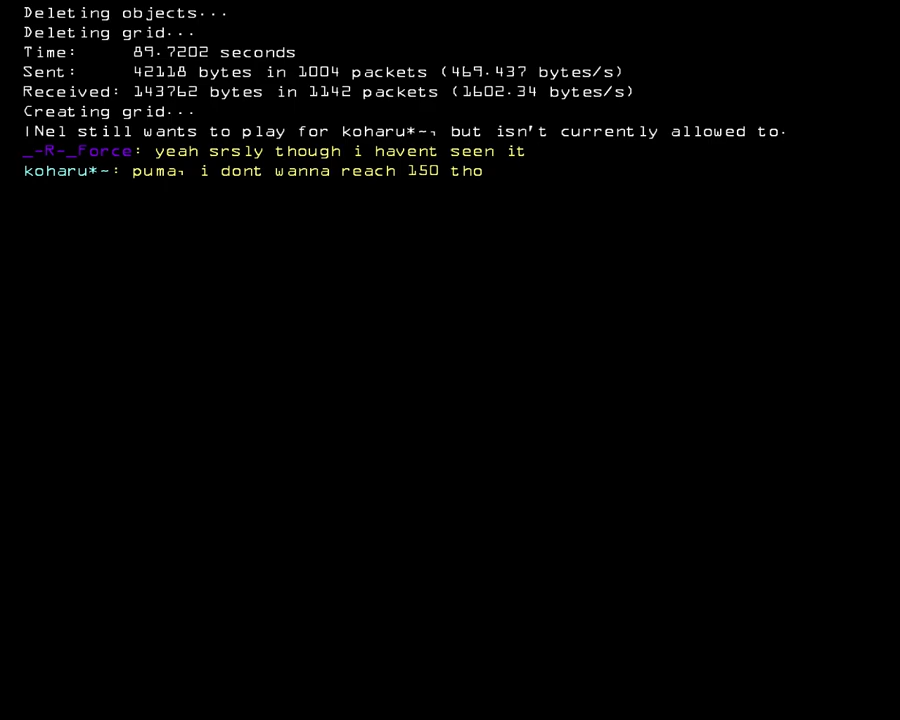 Deleting objects...
Deleting grid...
Time: 89.7202 seconds
Sent: 42118 bytes in 1004 packets (469.437 bytes/s)
Received: 143762 bytes in 1142 packets (1602.34 bytes/s)
Creating grid...
|Nel still wants to play for koharu*~, but isn't currently allowed to.
_-R-_Force: yeah srsly though i havent seen it
koharu*~: puma, i dont wanna reach 150 tho